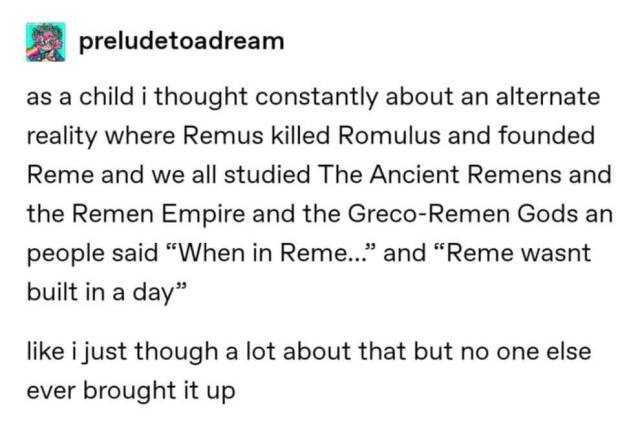 preludetoadream
as a child i thought constantly about an alternate
reality where Remus killed Romulus and founded
Reme and we all studied The Ancient Remens and
the Remen Empire and the Greco-Remen Gods an
people said “When in Reme...” and “Reme wasnt
built in a day”
like i just though a lot about that but no one else
ever brought it up